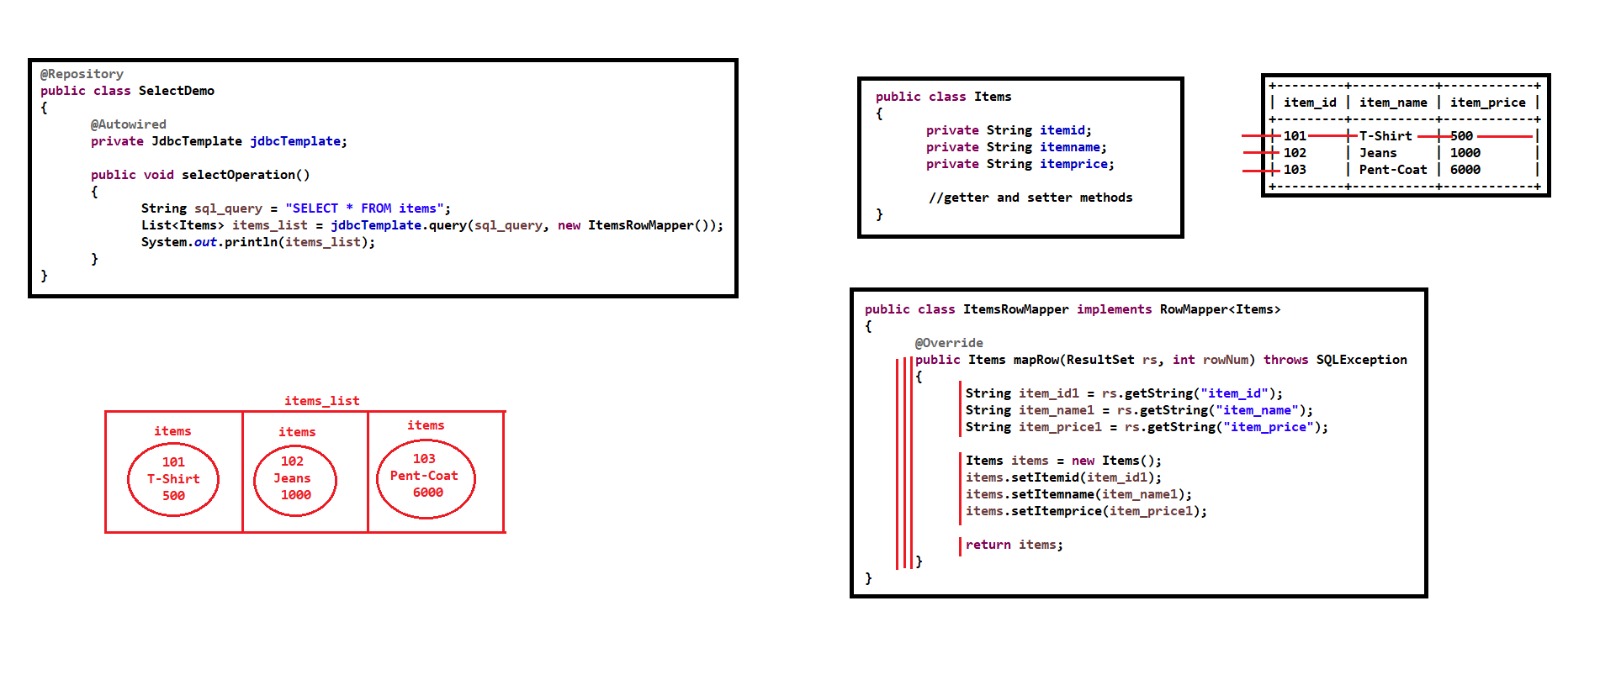 @Repository
public class SelectDemo
{
@Autowired
private JdbcTemplate jdbcTemplate;
public void selectOperation()
{
String sql_query = "SELECT * FROM items";
List<Items> items_list = jdbcTemplate.query(sql_query, new ItemsRowMapper());
System.out.println(items_list);
}
}
public class Items
{
private String itemid;
private String itemname;
private String itemprice;
//getter and setter methods
}
+---------+-----------+------------+
| item_id | item_name | item_price |
+---------+-----------+------------+
| 101 | T-Shirt | 500 |
| 102 | Jeans | 1000 |
| 103 | Pent-Coat | 6000 |
+---------+-----------+------------+
public class ItemsRowMapper implements RowMapper<Items>
{
@Override
public Items mapRow(ResultSet rs, int rowNum) throws SQLException
{
String item_id1 = rs.getString("item_id");
String item_name1 = rs.getString("item_name");
String item_price1 = rs.getString("item_price");
Items items = new Items();
items.setItemid(item_id1);
items.setItemname(item_name1);
items.setItemprice(item_price1);
return items;
}
}
items_list
items
101
T-Shirt
500
items
102
Jeans
1000
items
103
Pent-Coat
6000